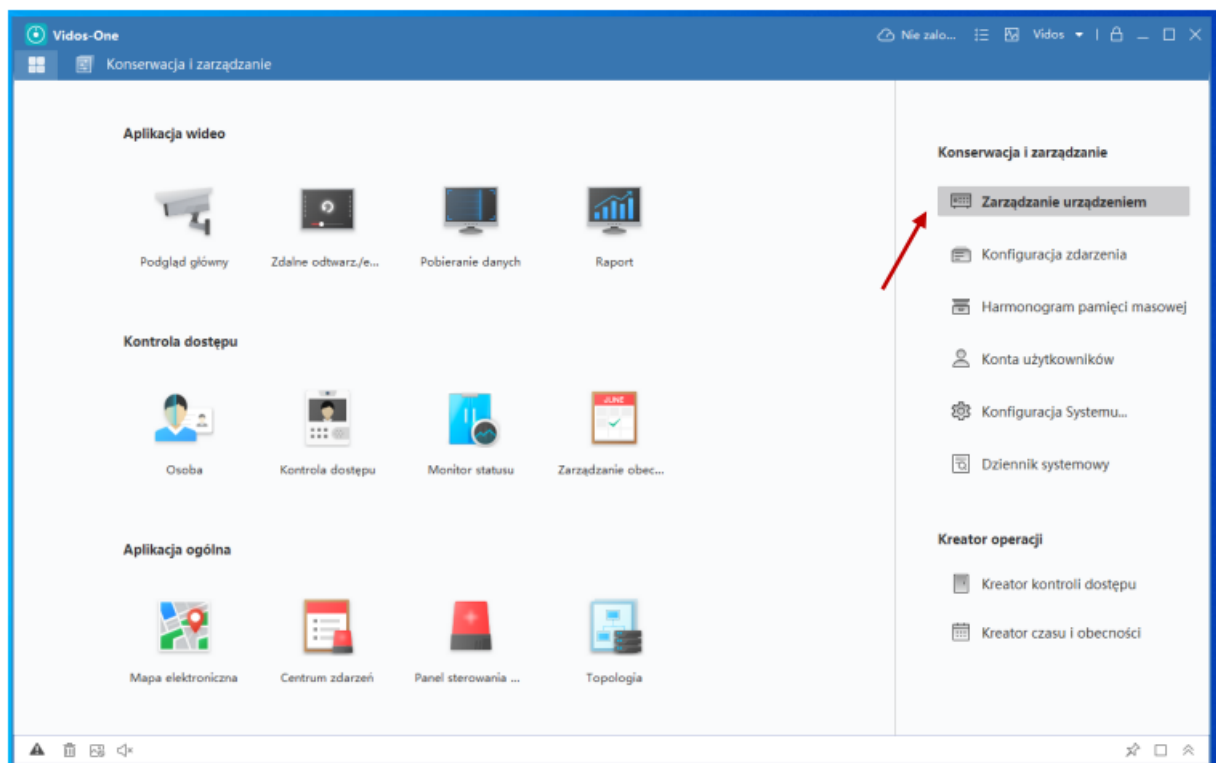 Vidos-One
Nie zalo...
Vidos
Konserwacja i zarządzanie
Aplikacja wideo
Podgląd główny
Zdalne odtwarz./e...
Pobieranie danych
Raport
Kontrola dostępu
JUNE
Osoba
Kontrola dostępu
Monitor statusu
Zarządzanie obec...
Aplikacja ogólna
Mapa elektroniczna
Centrum zdarzeń
Panel sterowania ...
Topologia
Konserwacja i zarządzanie
Zarządzanie urządzeniem
Konfiguracja zdarzenia
Harmonogram pamięci masowej
Konta użytkowników
Konfiguracja Systemu...
Dziennik systemowy
Kreator operacji
Kreator kontroli dostępu
Kreator czasu i obecności